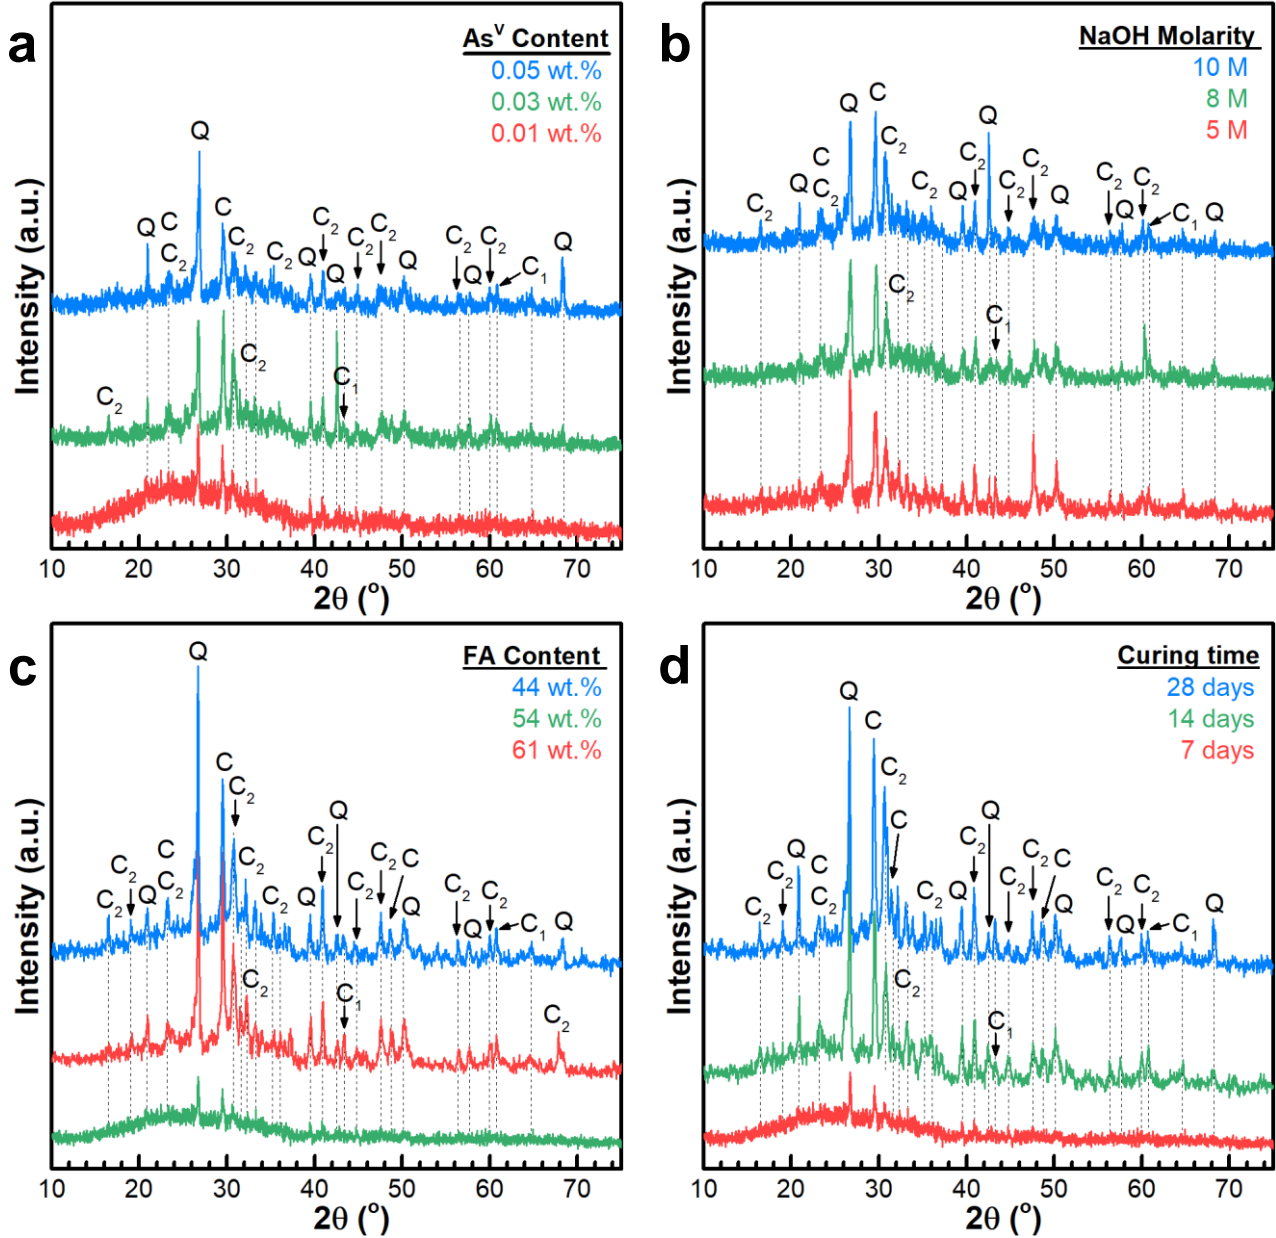 a
As^V Content
0.05 wt.%
0.03 wt.%
0.01 wt.%
Q
Q C C C₂ C₂ C₂
C₂ C₂ Q Q C₂ C₂ Q C₂ Q C₂ C₁ Q
C₂ C₂ C₁
Intensity (a.u.)
10 20 30 40 50 60 70
2θ (°)
b
NaOH Molarity
10 M
8 M
5 M
Q C Q
C₂ Q C C₂ C₂ C₂ Q C₂ C₂ C₂ Q C₂ Q C₂ C₁ Q
C₂ C₁
Intensity (a.u.)
10 20 30 40 50 60 70
2θ (°)
c
FA Content
44 wt.%
54 wt.%
61 wt.%
Q
C C₂ Q
C₂ C₂ Q C C₂ C₂ C₂ Q C₂ C₂ C₂ C Q C₂ Q C₂ C₁ Q
C₂ C₁ C₂
Intensity (a.u.)
10 20 30 40 50 60 70
2θ (°)
d
Curing time
28 days
14 days
7 days
Q C
C₂ C Q
C₂ C₂ Q C C₂ C₂ Q C₂ C₂ C₂ C Q C₂ Q C₂ C₁ Q
C₂ C₁
Intensity (a.u.)
10 20 30 40 50 60 70
2θ (°)